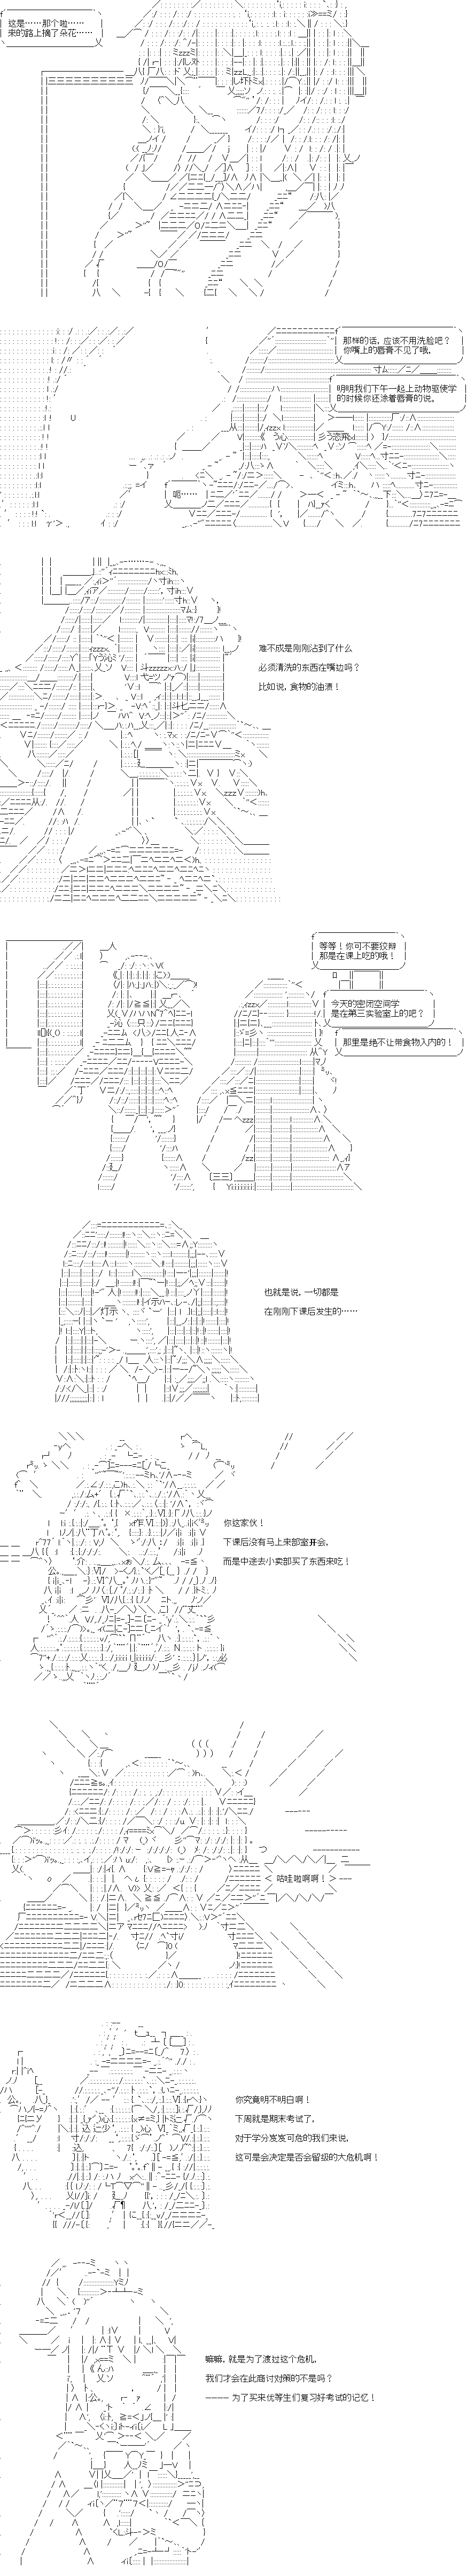 这是……那个啦……
来的路上摘了朵花……
那样的话，应该不用洗脸吧？
你嘴上的唇膏不见了哦，
明明我们下午一起上动物驱使学
的时候你还涂着唇膏的说。
呃……
难不成是刚刚沾到了什么
必须清洗的东西在嘴边吗？
比如说，食物的油渍！
等等！你可不要狡辩
那是在课上吃的哦！
今天的密闭空间学
是在第三实验室上的吧？
那里是绝不让带食物入内的！
也就是说，一切都是
在刚刚下课后发生的……
你这家伙！
下课后没有马上来部室开会，
而是中途去小卖部买了东西来吃！
咕哇啦啊啊！
你究竟明不明白啊！
下周就是期末考试了，
对于学分岌岌可危的我们来说，
这可是会决定是否会留级的大危机啊！
嘛嘛，就是为了渡过这个危机，
我们才会在此商讨对策的不是吗？
———— 为了买来优等生们复习好考试的记忆！